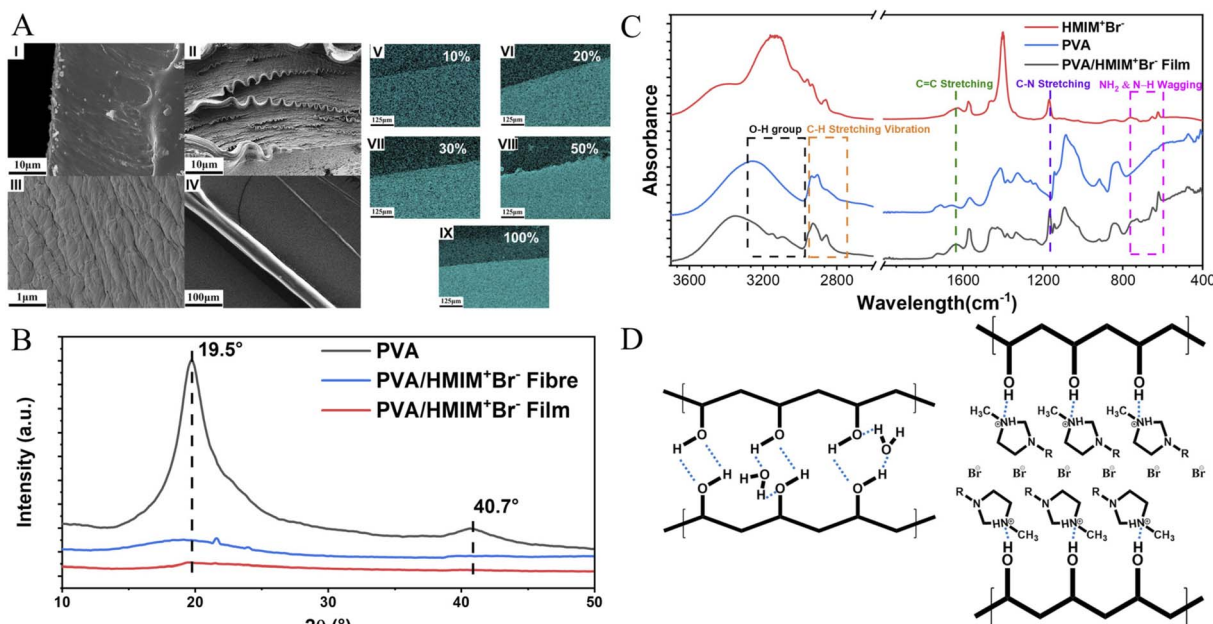 A
I
10μm
II
10μm
III
1μm
IV
100μm
V
10%
125μm
VI
20%
125μm
VII
30%
125μm
VIII
50%
125μm
IX
100%
125μm
B
19.5°
40.7°
PVA
PVA/HMIM⁺Br⁻ Fibre
PVA/HMIM⁺Br⁻ Film
Intensity (a.u.)
10 20 30 40 50
2θ (°)
C
HMIM⁺Br⁻
PVA
PVA/HMIM⁺Br⁻ Film
C=C Stretching
C-N Stretching
NH₂ & N–H Wagging
O-H group
C-H Stretching Vibration
Absorbance
3600 3200 2800 1600 1200 800 400
Wavelength(cm⁻¹)
D
H O H O H O H H O
O H H O H O H O H
O O O
H H H
H₃C NH H₃C NH H₃C NH
⊕ ⊕ ⊕
N R N R N R
Br Br Br Br Br Br
R N R N R N
HN ⊕ HN ⊕ HN ⊕
CH₃ CH₃ CH₃
H H H
O O O